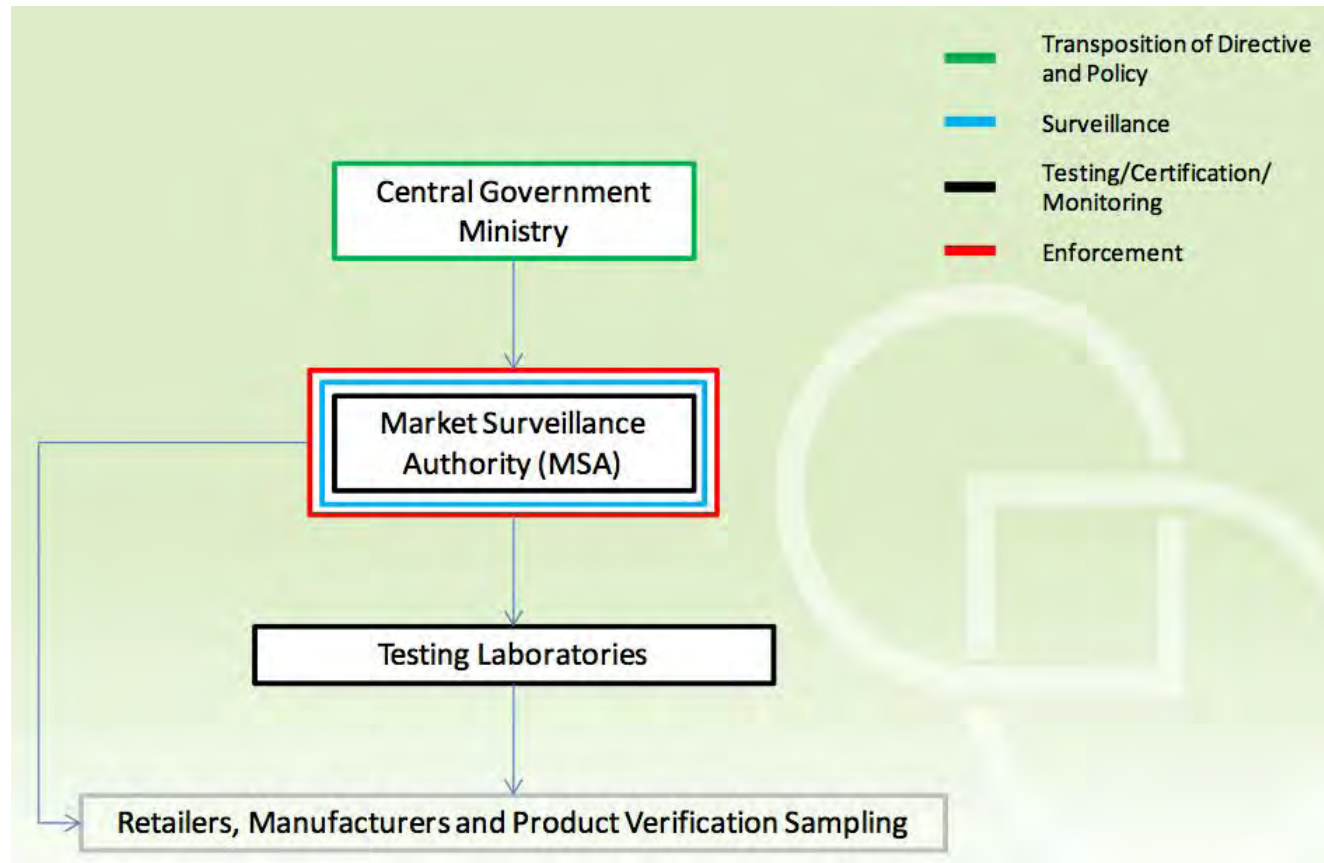 Transposition of Directive
and Policy
Surveillance
Testing/Certification/
Monitoring
Enforcement
Central Government
Ministry
Market Surveillance
Authority (MSA)
Testing Laboratories
Retailers, Manufacturers and Product Verification Sampling